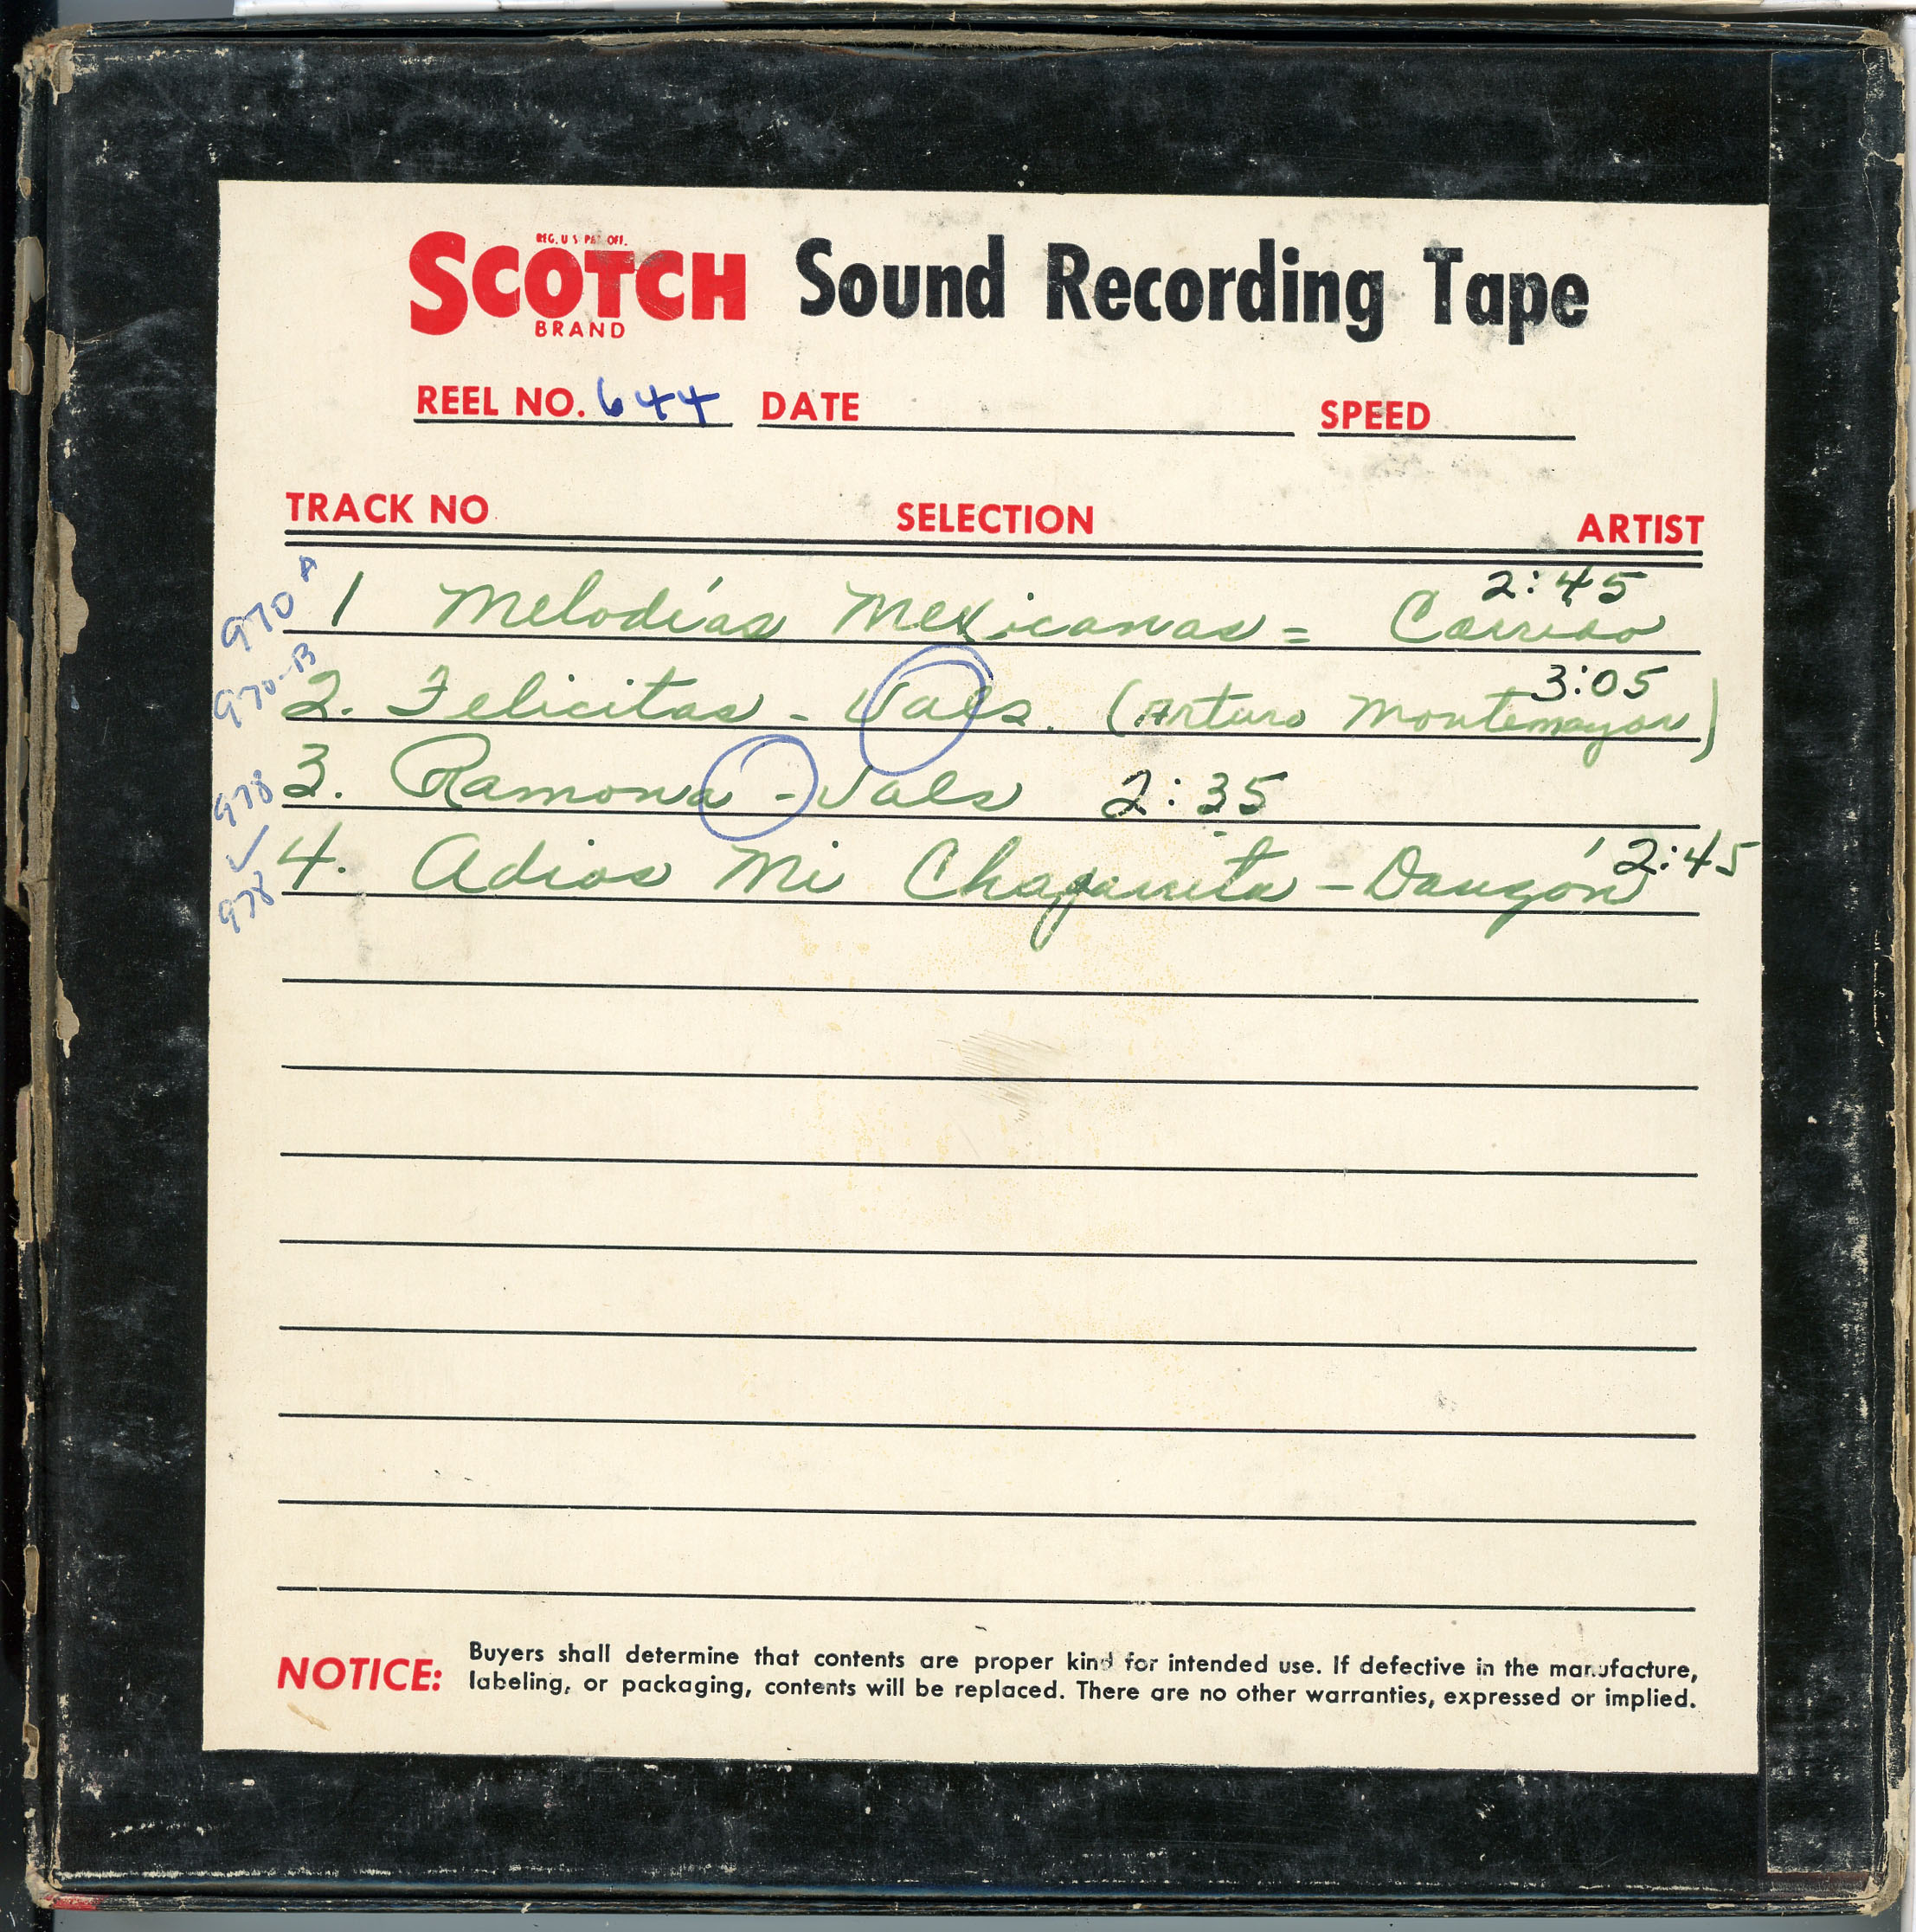 REG. U S PAT OFF.
SCOTCH Sound Recording Tape
BRAND
REEL NO. 644 DATE SPEED
TRACK NO SELECTION ARTIST
970 A 1 Melodías Mexicanas = Corrido 2:45
970-B 2. Felicitas - Vals. (Arturo Montemayor) 3:05
978 3. Ramona - Vals 2:35
✓ 4. Adios Mi Chaparrita - Danzón 2:45
978
NOTICE: Buyers shall determine that contents are proper kind for intended use. If defective in the manufacture,
labeling, or packaging, contents will be replaced. There are no other warranties, expressed or implied.